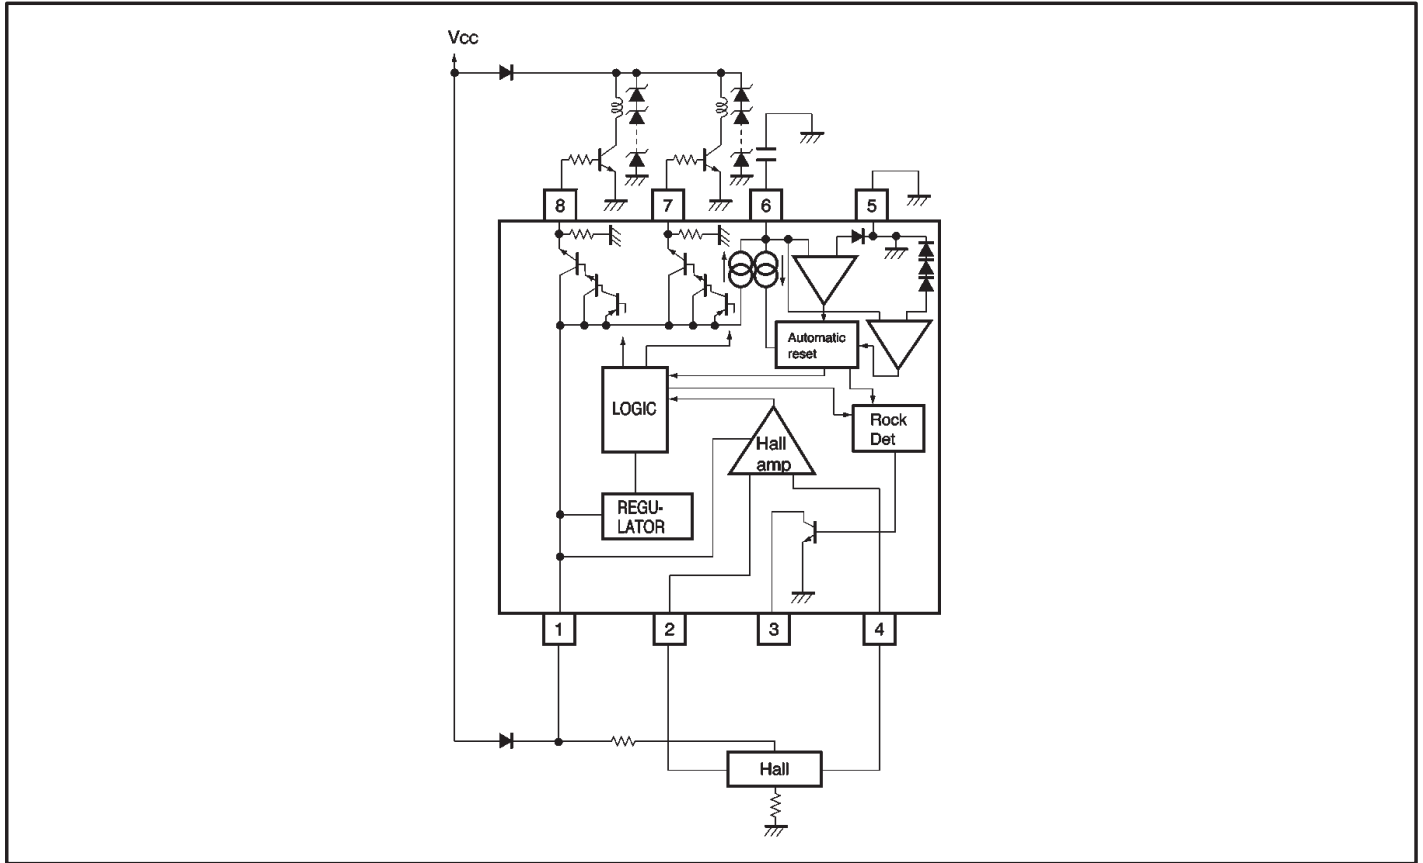 Vcc
8
7
6
5
Automatic
reset
LOGIC
Rock
Det
Hall
amp
REGU-
LATOR
1
2
3
4
Hall